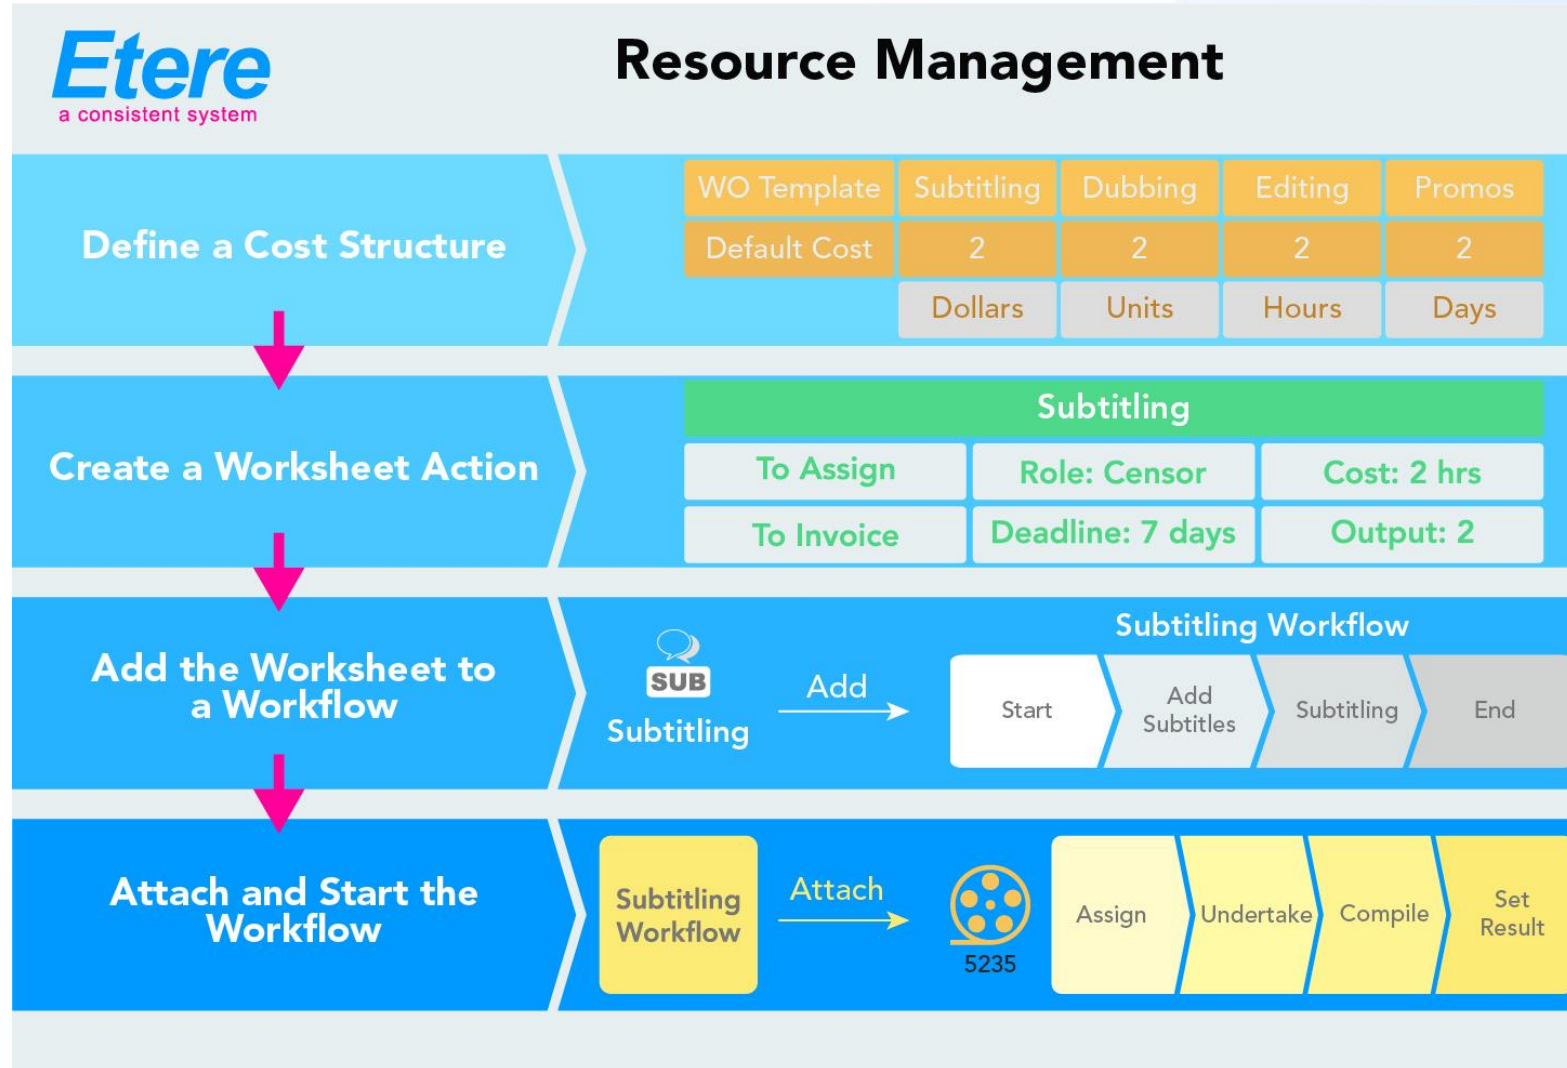 Etere
a consistent system
Resource Management
Define a Cost Structure
WO Template Subtitling Dubbing Editing Promos
Default Cost 2 2 2 2
Dollars Units Hours Days
Create a Worksheet Action
Subtitling
To Assign Role: Censor Cost: 2 hrs
To Invoice Deadline: 7 days Output: 2
Add the Worksheet to
a Workflow
SUB
Subtitling
Add
Subtitling Workflow
Start
Add
Subtitles
Subtitling
End
Attach and Start the
Workflow
Subtitling
Workflow
Attach
5235
Assign
Undertake
Compile
Set
Result